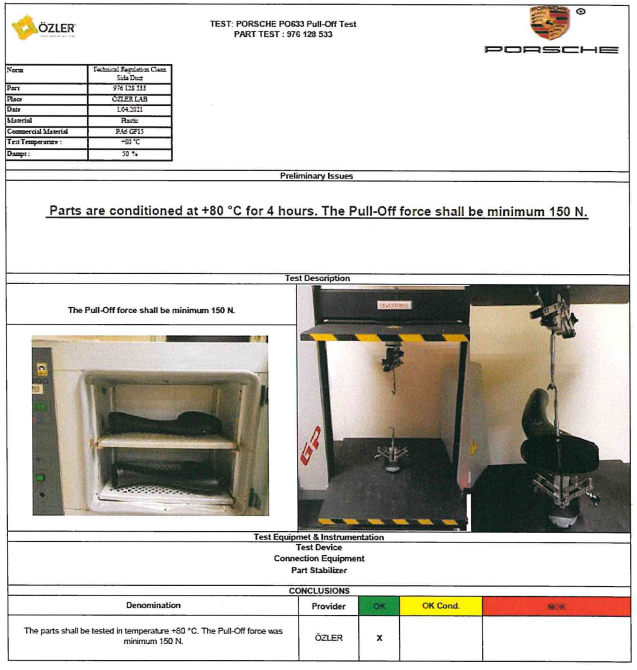 ÖZLER
TEST: PORSCHE PO633 Pull-Off Test
PART TEST : 976 128 533
PORSCHE
Norm
Technical Regulation Clean
Side Duct
Part
976 128 533
Place
ÖZLER LAB
Date
1.04.2021
Material
Plastic
Commercial Material
PA6 GF15
Test Temperature :
+80 °C
Dampt :
50 %
Preliminary Issues
Parts are conditioned at +80 °C for 4 hours. The Pull-Off force shall be minimum 150 N.
Test Description
The Pull-Off force shall be minimum 150 N.
DEVOTRANS
GP
Test Equipmet & Instrumentation
Test Device
Connection Equipment
Part Stabilizer
CONCLUSIONS
Denomination
Provider
OK
OK Cond.
NOK
The parts shall be tested in temperature +80 °C. The Pull-Off force was
minimum 150 N.
ÖZLER
X